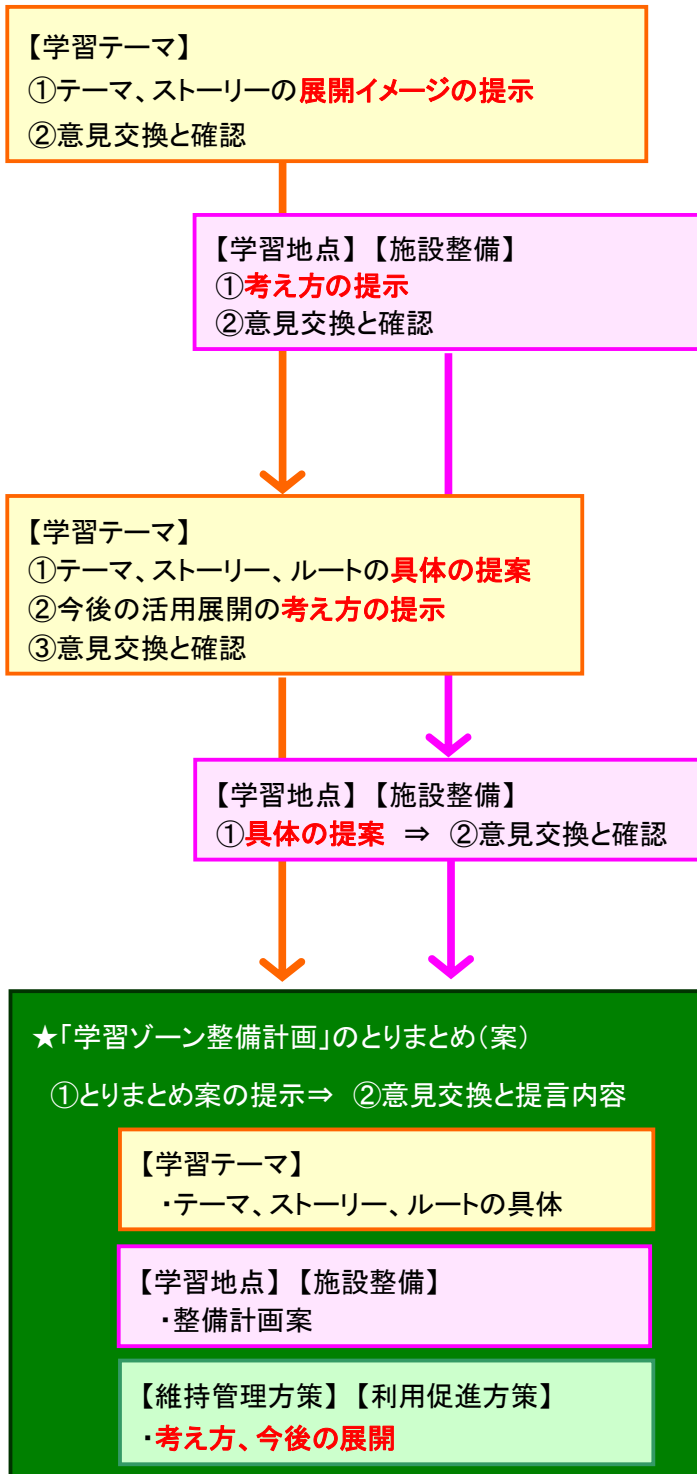 【学習テーマ】
①テーマ、ストーリーの展開イメージの提示
②意見交換と確認
【学習地点】【施設整備】
①考え方の提示
②意見交換と確認
【学習テーマ】
①テーマ、ストーリー、ルートの具体の提案
②今後の活用展開の考え方の提示
③意見交換と確認
【学習地点】【施設整備】
①具体の提案 ⇒ ②意見交換と確認
★「学習ゾーン整備計画」のとりまとめ(案)
①とりまとめ案の提示⇒ ②意見交換と提言内容
【学習テーマ】
・テーマ、ストーリー、ルートの具体
【学習地点】【施設整備】
・整備計画案
【維持管理方策】【利用促進方策】
・考え方、今後の展開